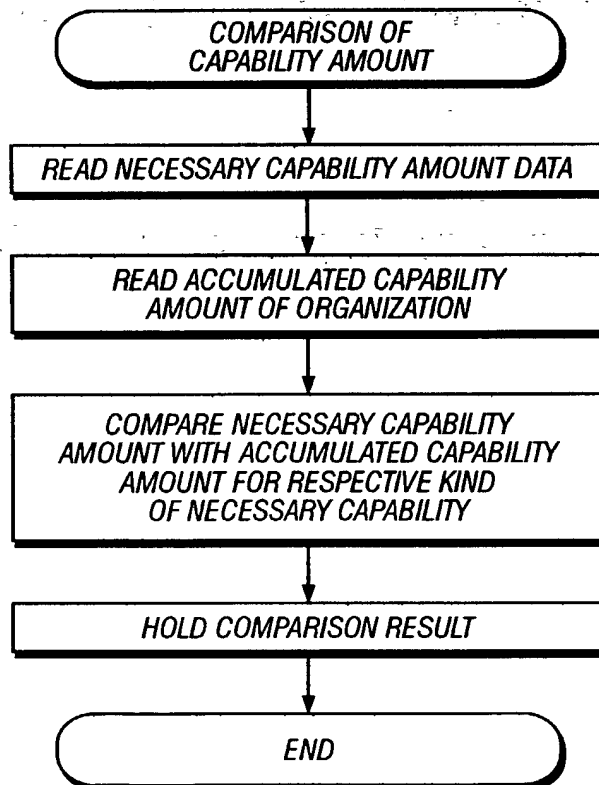 COMPARISON OF
CAPABILITY AMOUNT
READ NECESSARY CAPABILITY AMOUNT DATA
READ ACCUMULATED CAPABILITY
AMOUNT OF ORGANIZATION
COMPARE NECESSARY CAPABILITY
AMOUNT WITH ACCUMULATED CAPABILITY
AMOUNT FOR RESPECTIVE KIND
OF NECESSARY CAPABILITY
HOLD COMPARISON RESULT
END